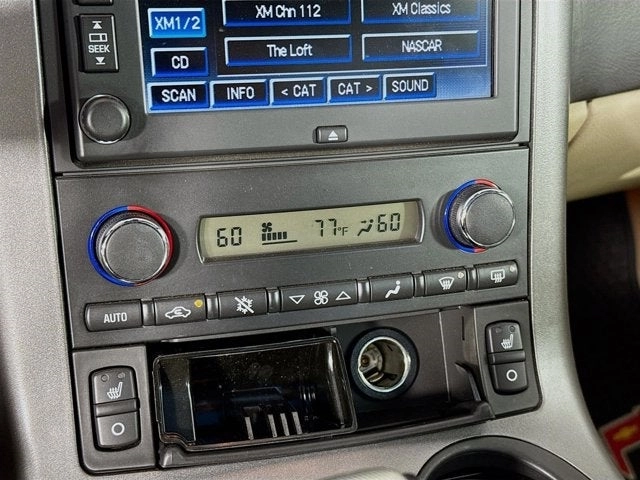 XM1/2
XM Chn 112
XM Classics
SEEK
CD
The Loft
NASCAR
SCAN
INFO
< CAT
CAT >
SOUND
60
77°F
60
AUTO